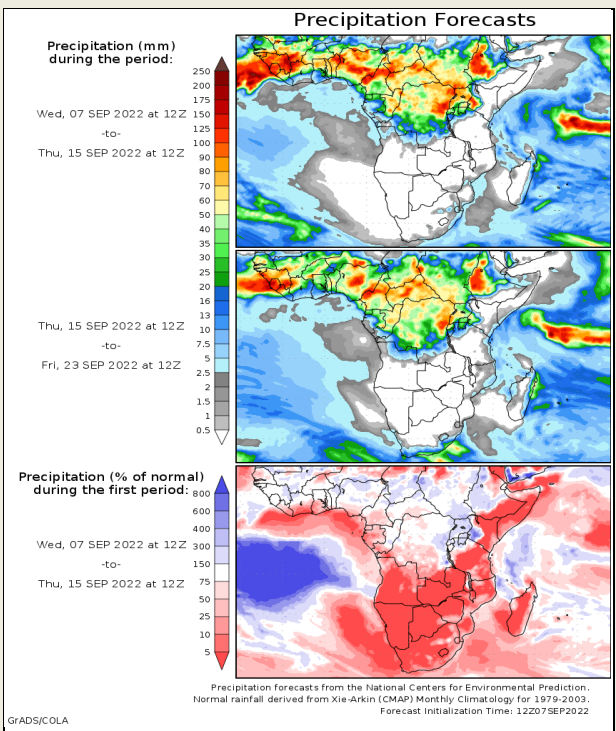 Precipitation Forecasts
Precipitation (mm)
during the period:
250
200
175
150
125
100
90
80
70
60
50
40
35
30
25
20
16
13
10
7.5
5
2.5
2
1.5
1
0.5
Wed, 07 SEP 2022 at 12Z
-to-
Thu, 15 SEP 2022 at 12Z
Thu, 15 SEP 2022 at 12Z
-to-
Fri, 23 SEP 2022 at 12Z
Precipitation (% of normal)
during the first period:
800
600
400
300
150
75
50
25
10
5
Wed, 07 SEP 2022 at 12Z
-to-
Thu, 15 SEP 2022 at 12Z
Precipitation forecasts from the National Centers for Environmental Prediction.
Normal rainfall derived from Xie-Arkin (CMAP) Monthly Climatology for 1979-2003.
Forecast Initialization Time: 12Z07SEP2022
GrADS/COLA